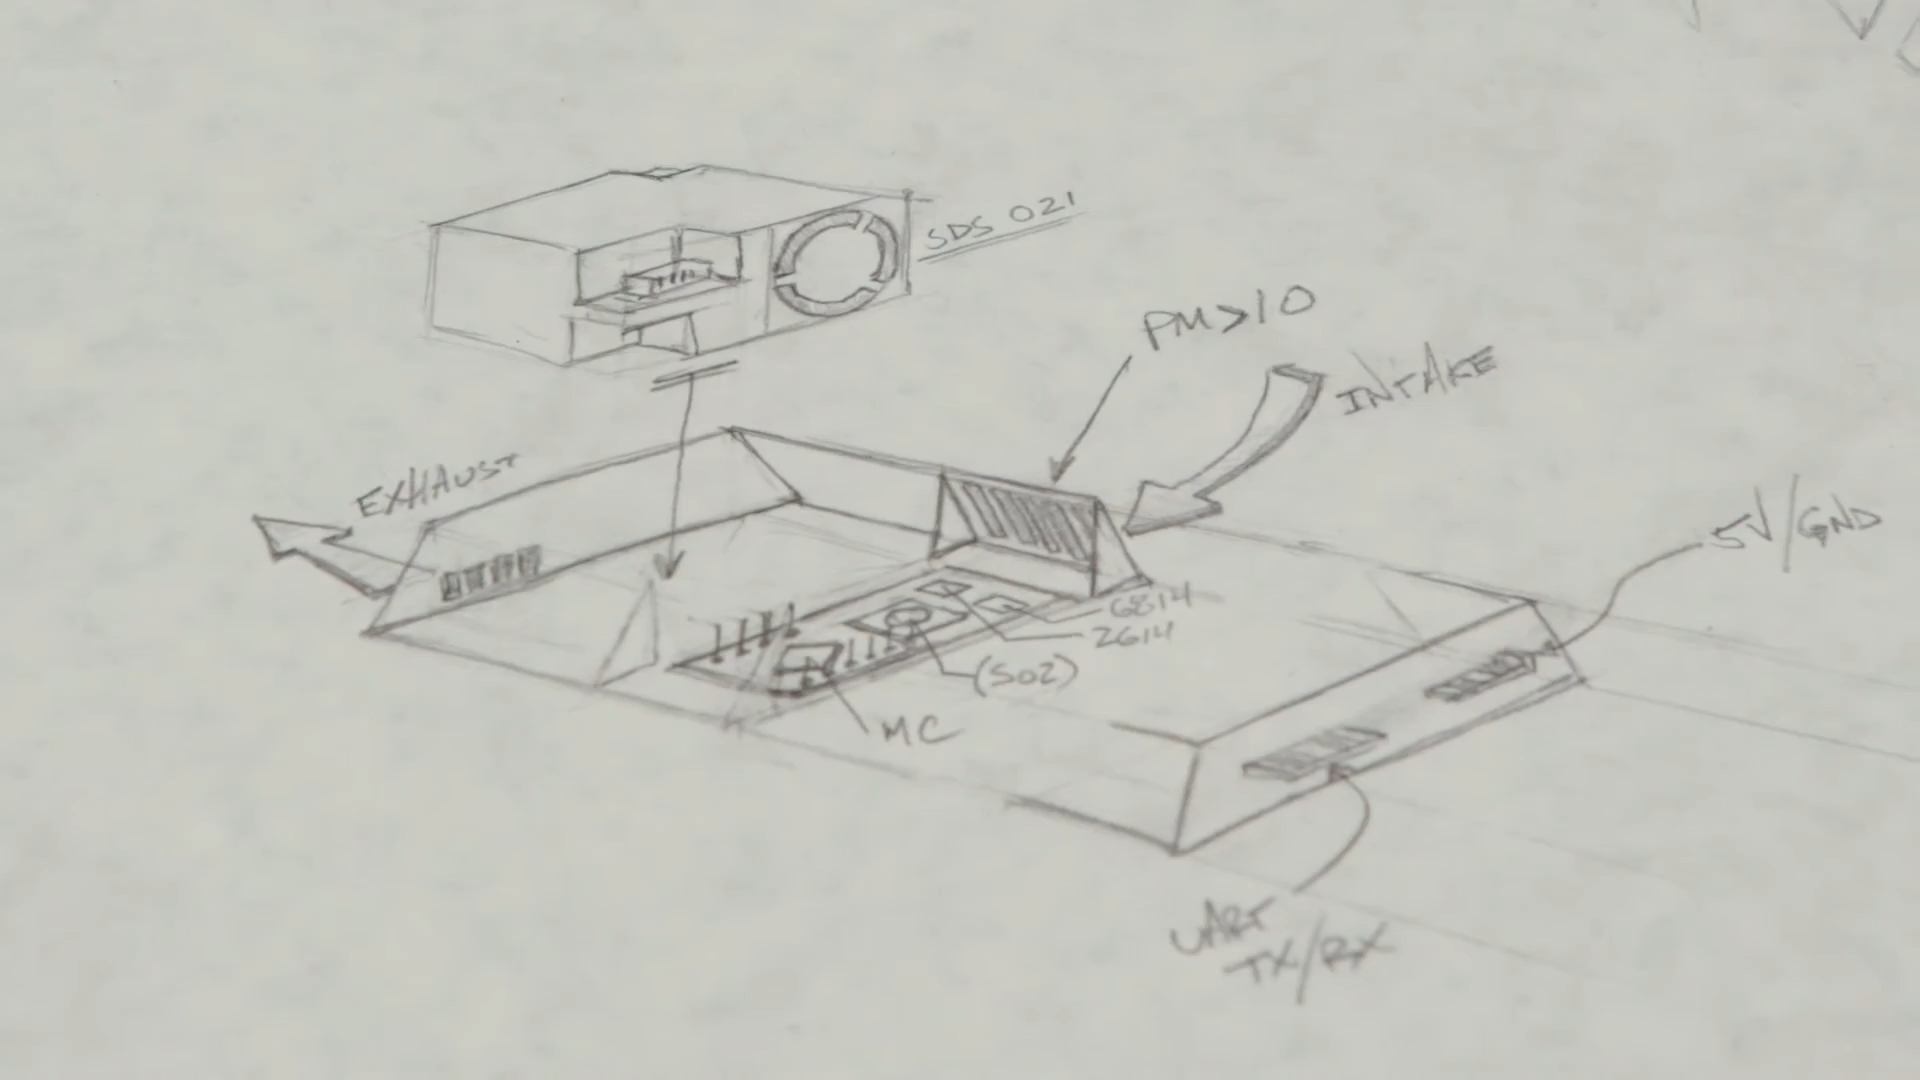 SDS 021
PM>10
INTAKE
EXHAUST
5V/GND
6814
2614
(SO2)
MC
UART
TX/RX